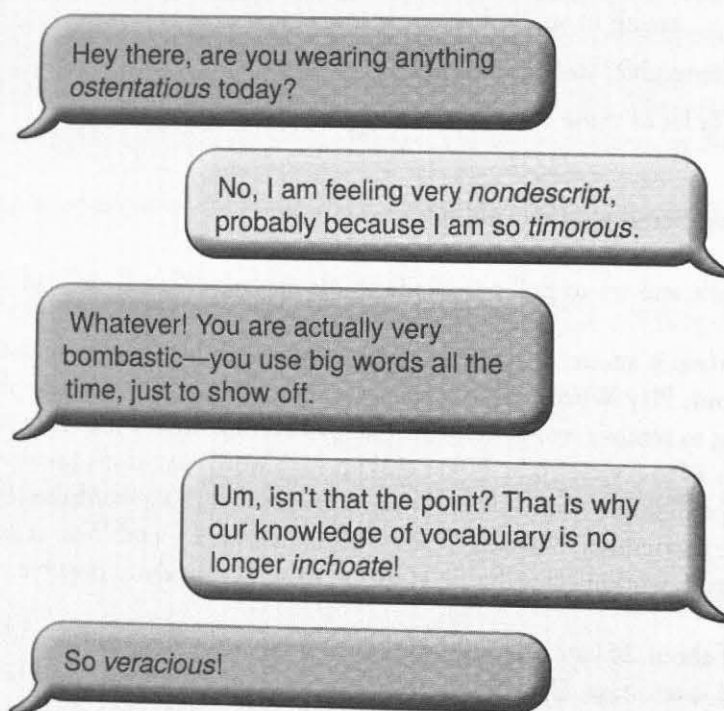 Hey there, are you wearing anything
ostentatious today?
No, I am feeling very nondescript,
probably because I am so timorous.
Whatever! You are actually very
bombastic—you use big words all the
time, just to show off.
Um, isn't that the point? That is why
our knowledge of vocabulary is no
longer inchoate!
So veracious!